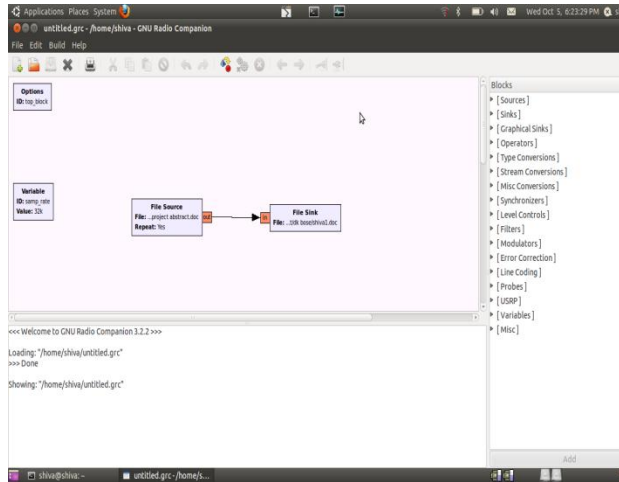 Applications Places System
Wed Oct 5, 6:23:29 PM
untitled.grc - /home/shiva - GNU Radio Companion
File Edit Build Help
Options
ID: top_block
Variable
ID: samp_rate
Value: 32k
File Source
File: ...project abstract.doc
Repeat: Yes
out
in
File Sink
File: ...t/dk base/shiva1.doc
Blocks
[ Sources ]
[ Sinks ]
[ Graphical Sinks ]
[ Operators ]
[ Type Conversions ]
[ Stream Conversions ]
[ Misc Conversions ]
[ Synchronizers ]
[ Level Controls ]
[ Filters ]
[ Modulators ]
[ Error Correction ]
[ Line Coding ]
[ Probes ]
[ USRP ]
[ Variables ]
[ Misc ]
Add
<<< Welcome to GNU Radio Companion 3.2.2 >>>
Loading: "/home/shiva/untitled.grc"
>>> Done
Showing: "/home/shiva/untitled.grc"
shiva@shiva: ~
untitled.grc - /home/s...